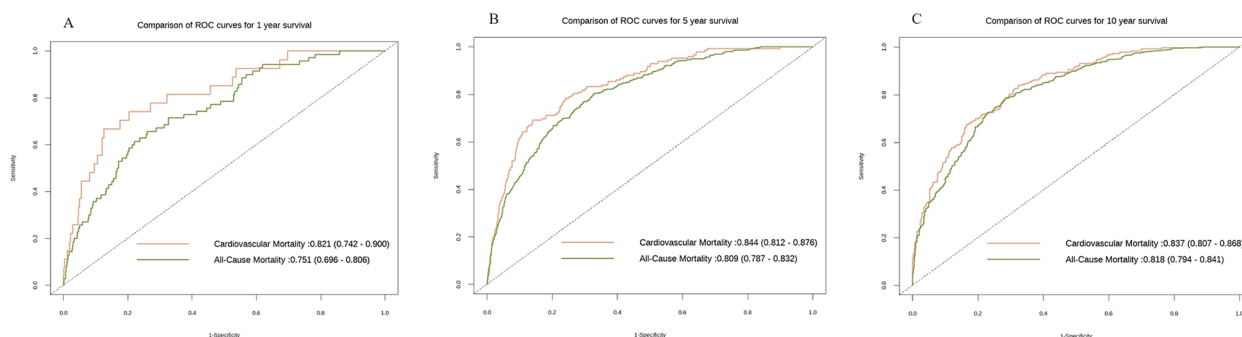 A
Comparison of ROC curves for 1 year survival
1.0
0.8
0.6
0.4
0.2
0.0
Sensitivity
Cardiovascular Mortality :0.821 (0.742 - 0.900)
All-Cause Mortality :0.751 (0.696 - 0.806)
0.0 0.2 0.4 0.6 0.8 1.0
1-Specificity
B
Comparison of ROC curves for 5 year survival
1.0
0.8
0.6
0.4
0.2
0.0
Sensitivity
Cardiovascular Mortality :0.844 (0.812 - 0.876)
All-Cause Mortality :0.809 (0.787 - 0.832)
0.0 0.2 0.4 0.6 0.8 1.0
1-Specificity
C
Comparison of ROC curves for 10 year survival
1.0
0.8
0.6
0.4
0.2
0.0
Sensitivity
Cardiovascular Mortality :0.837 (0.807 - 0.868)
All-Cause Mortality :0.818 (0.794 - 0.841)
0.0 0.2 0.4 0.6 0.8 1.0
1-Specificity